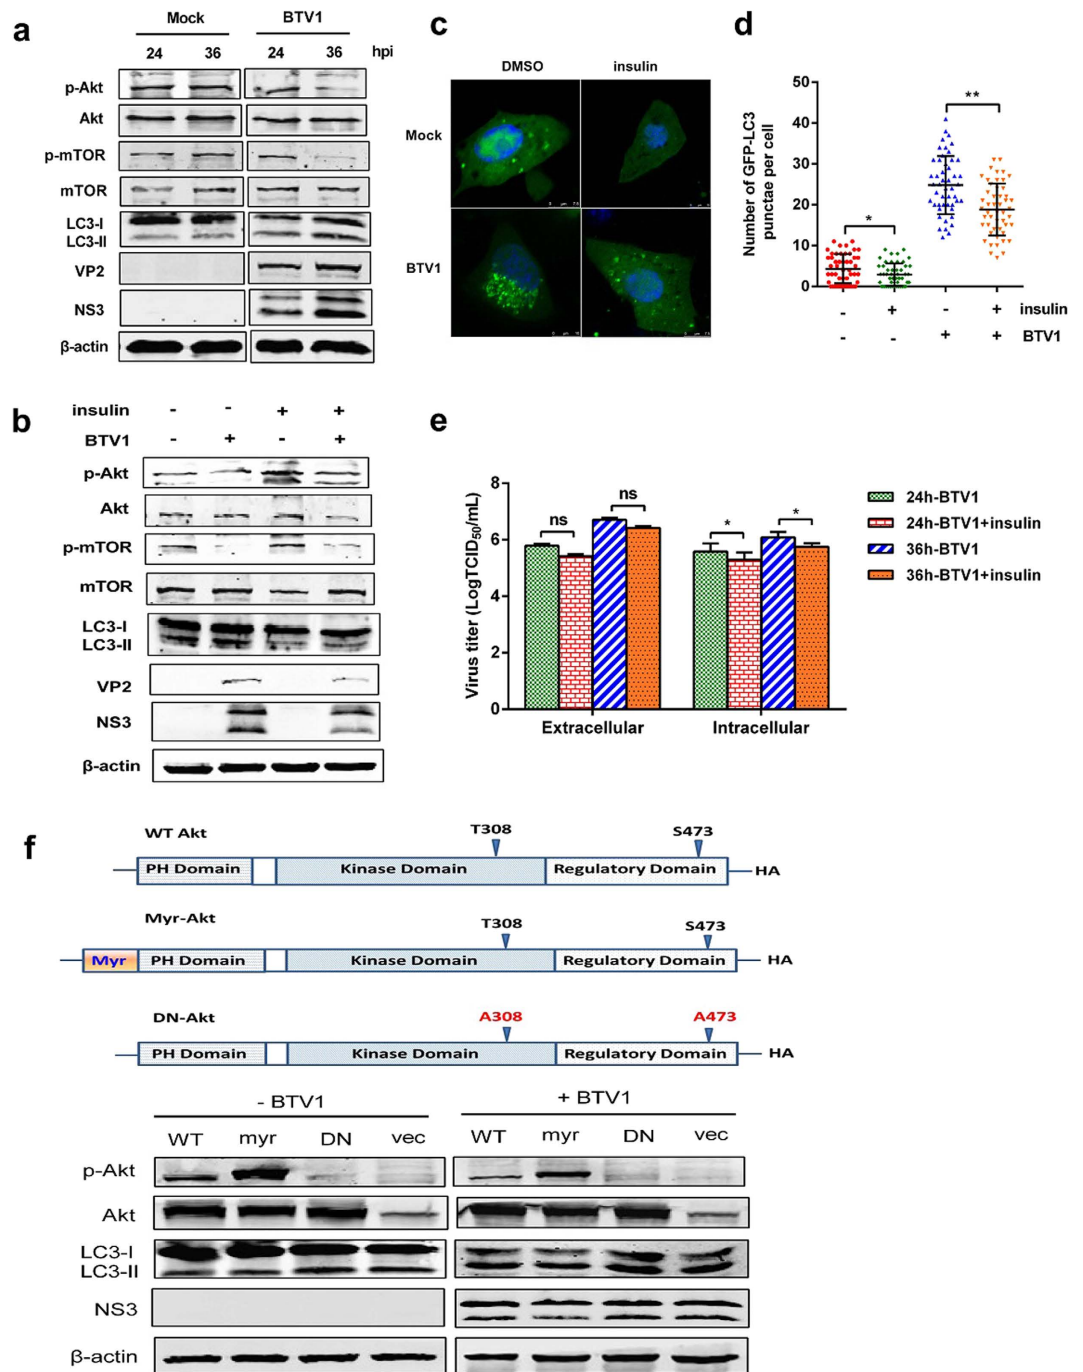 a
Mock BTV1
24 36 24 36 hpi
p-Akt
Akt
p-mTOR
mTOR
LC3-I
LC3-II
VP2
NS3
β-actin
b
insulin - - + +
BTV1 - + - +
p-Akt
Akt
p-mTOR
mTOR
LC3-I
LC3-II
VP2
NS3
β-actin
c
DMSO insulin
Mock
BTV1
d
Number of GFP-LC3
punctae per cell
50
40
30
20
10
0
*
**
- + - + insulin
- - + + BTV1
e
Virus titer (LogTCID50/mL)
8
6
4
2
0
ns ns * *
Extracellular Intracellular
24h-BTV1
24h-BTV1+insulin
36h-BTV1
36h-BTV1+insulin
f
WT Akt T308 S473
PH Domain Kinase Domain Regulatory Domain HA
Myr-Akt T308 S473
Myr PH Domain Kinase Domain Regulatory Domain HA
DN-Akt A308 A473
PH Domain Kinase Domain Regulatory Domain HA
- BTV1 + BTV1
WT myr DN vec WT myr DN vec
p-Akt
Akt
LC3-I
LC3-II
NS3
β-actin